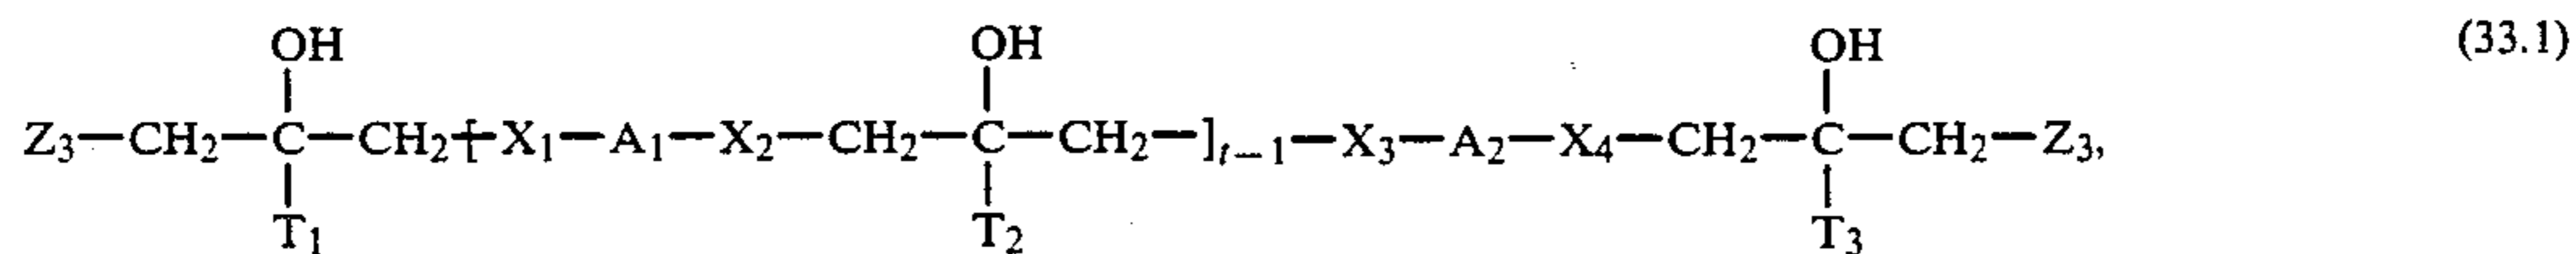 OH OH OH (33.1)
Z₃—CH₂—C—CH₂—[—X₁—A₁—X₂—CH₂—C—CH₂—]ₜ₋₁—X₃—A₂—X₄—CH₂—C—CH₂—Z₃,
T₁ T₂ T₃